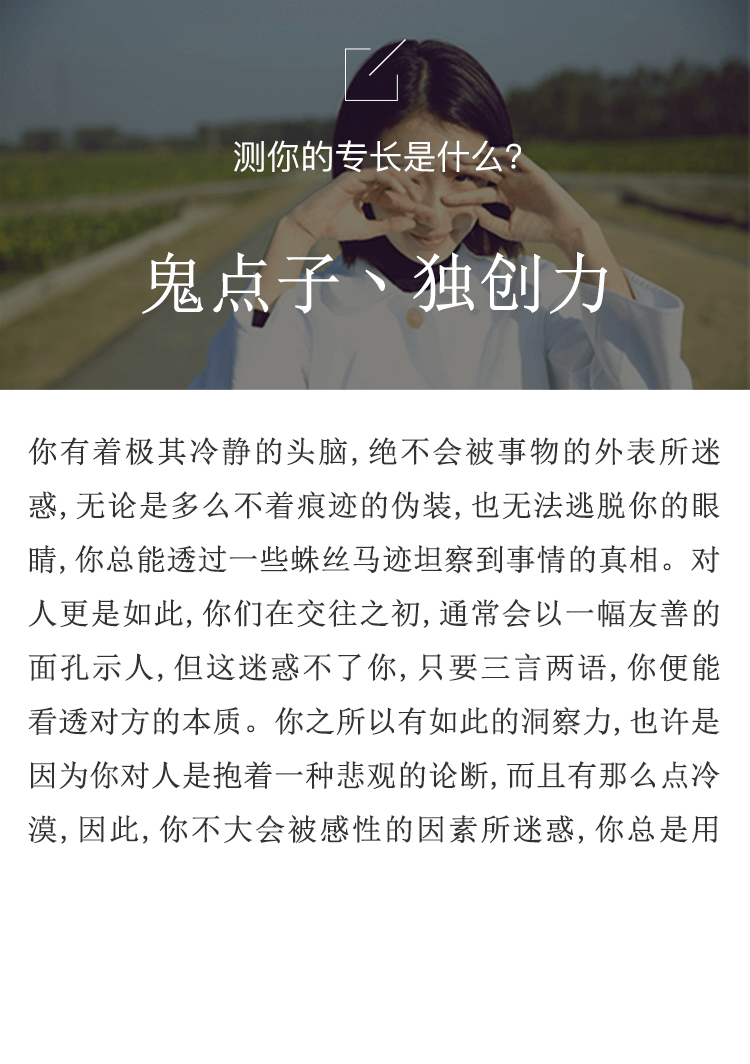 测你的专长是什么?
鬼点子丶独创力
你有着极其冷静的头脑,绝不会被事物的外表所迷
惑,无论是多么不着痕迹的伪装,也无法逃脱你的眼
睛,你总能透过一些蛛丝马迹坦察到事情的真相。对
人更是如此,你们在交往之初,通常会以一幅友善的
面孔示人,但这迷惑不了你,只要三言两语,你便能
看透对方的本质。你之所以有如此的洞察力,也许是
因为你对人是抱着一种悲观的论断,而且有那么点冷
漠,因此,你不大会被感性的因素所迷惑,你总是用